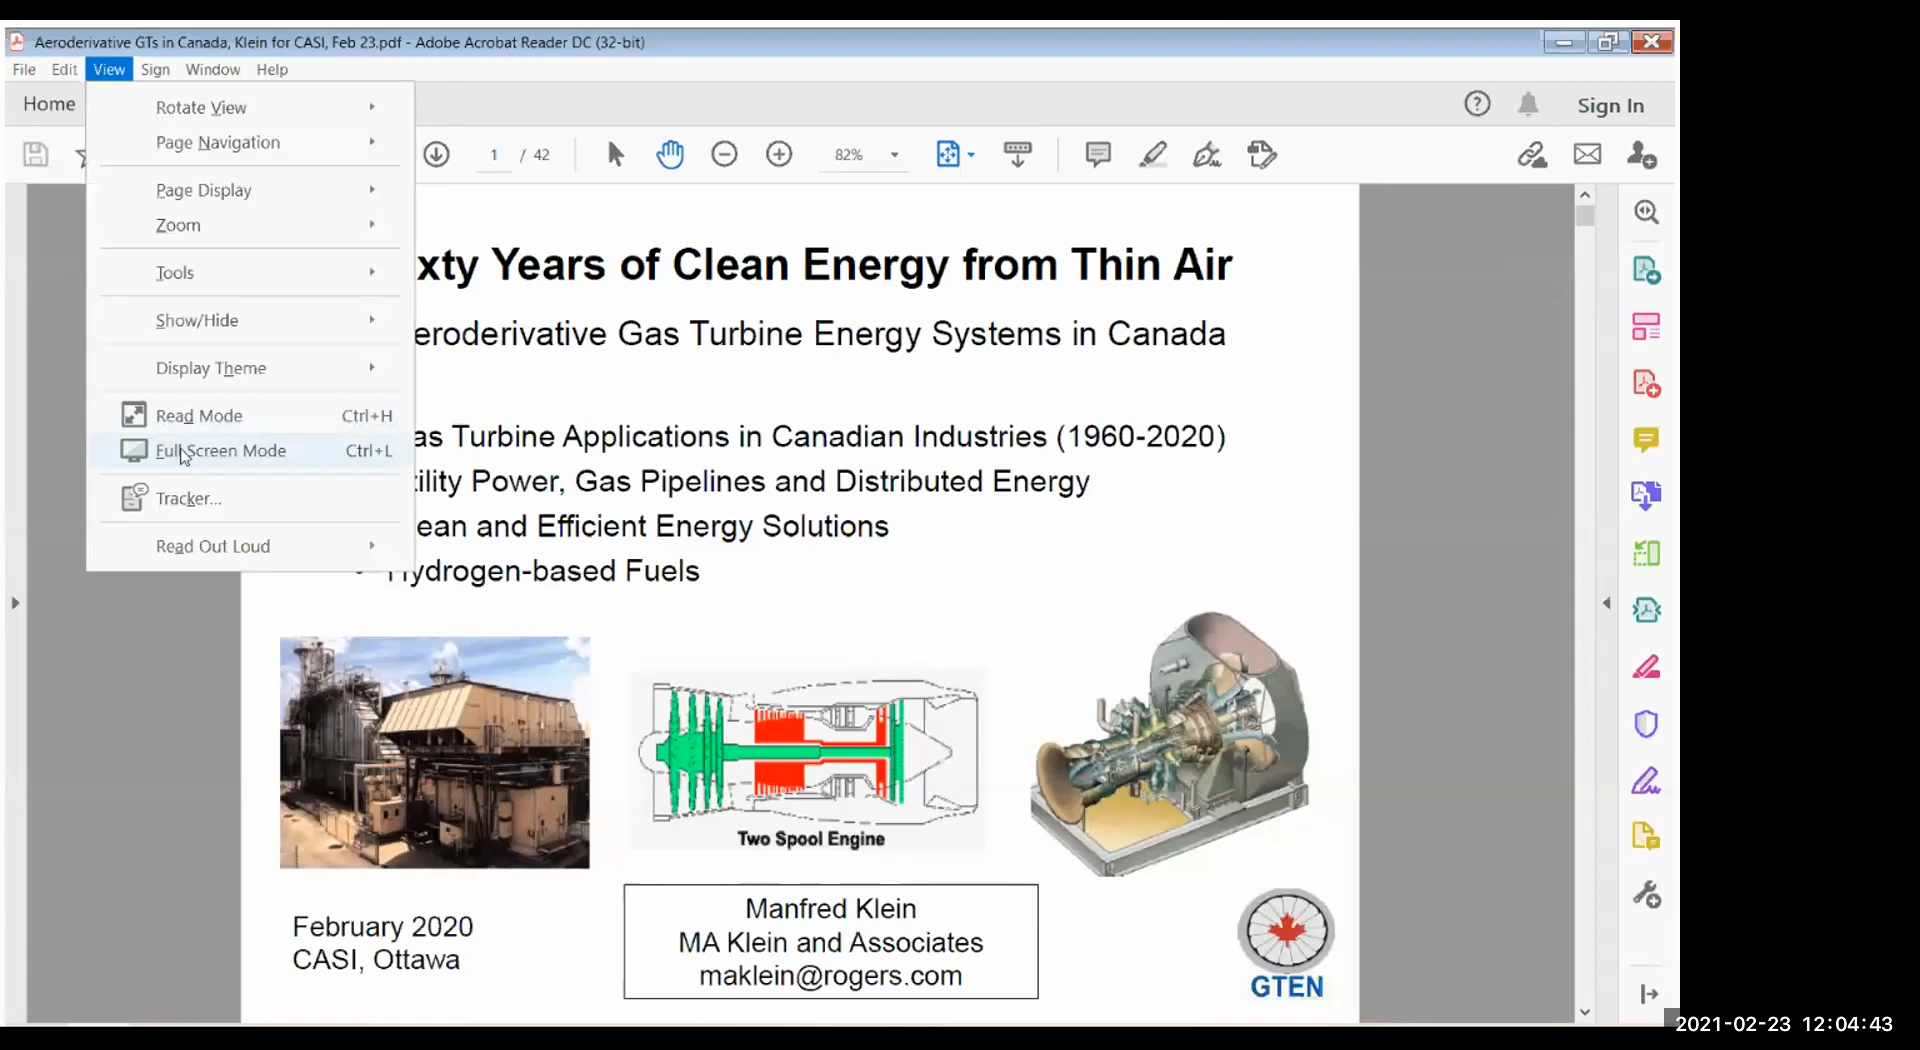 Aeroderivative GTs in Canada, Klein for CASI, Feb 23.pdf - Adobe Acrobat Reader DC (32-bit)
File Edit View Sign Window Help
Home
Sign In
1 / 42
82%
Rotate View
Page Navigation
Page Display
Zoom
Tools
Show/Hide
Display Theme
Read Mode Ctrl+H
Full Screen Mode Ctrl+L
Tracker...
Read Out Loud
xty Years of Clean Energy from Thin Air
eroderivative Gas Turbine Energy Systems in Canada
as Turbine Applications in Canadian Industries (1960-2020)
tility Power, Gas Pipelines and Distributed Energy
ean and Efficient Energy Solutions
• Hydrogen-based Fuels
Two Spool Engine
February 2020
CASI, Ottawa
Manfred Klein
MA Klein and Associates
maklein@rogers.com
GTEN
2021-02-23 12:04:43